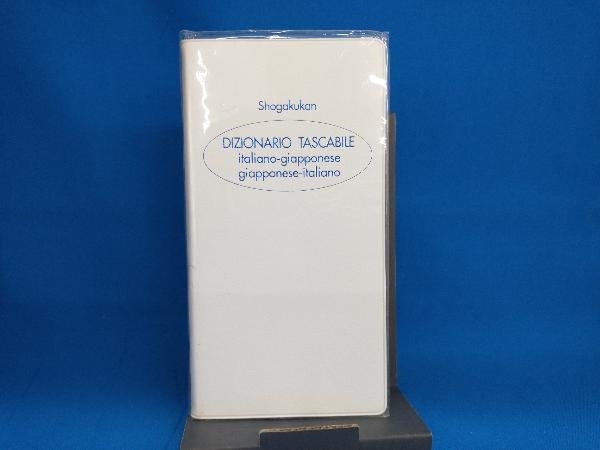 Shogakukan
DIZIONARIO TASCABILE
italiano-giapponese
giapponese-italiano